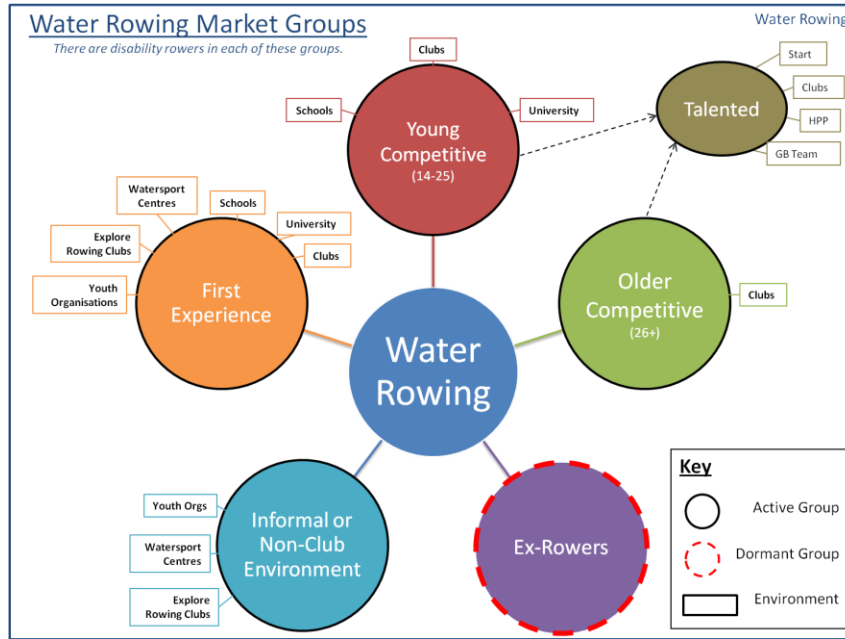 Water Rowing Market Groups
There are disability rowers in each of these groups.
Water Rowing
Clubs
Schools
University
Young
Competitive
(14-25)
Talented
Start
Clubs
HPP
GB Team
Watersport
Centres
Schools
University
Explore
Rowing Clubs
Clubs
Youth
Organisations
First
Experience
Older
Competitive
(26+)
Clubs
Water
Rowing
Youth Orgs
Watersport
Centres
Explore
Rowing Clubs
Informal or
Non-Club
Environment
Ex-Rowers
Key
Active Group
Dormant Group
Environment